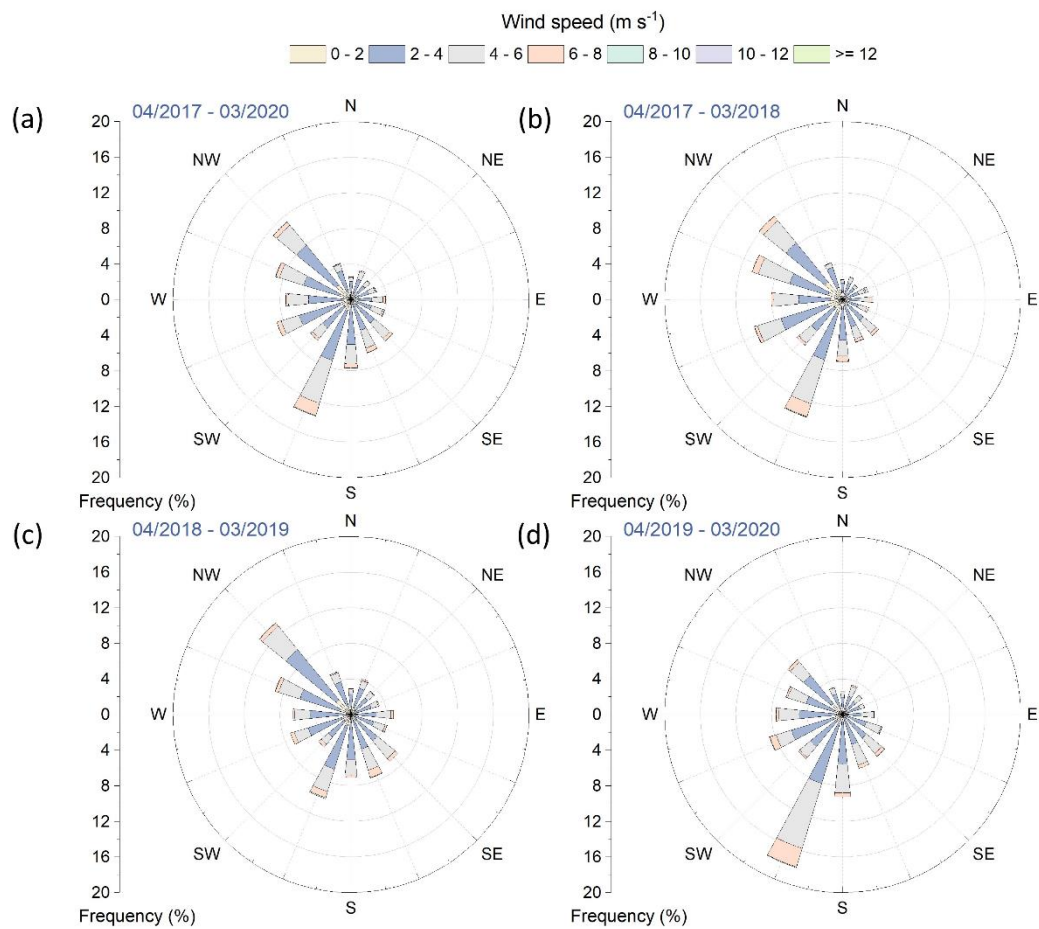 Wind speed (m s⁻¹)
0 - 2 2 - 4 4 - 6 6 - 8 8 - 10 10 - 12 >= 12
(a) 04/2017 - 03/2020 N
20
16
12
8
4
0
4
8
12
16
20
NW NE
W E
SW SE
S
Frequency (%)
(b) 04/2017 - 03/2018 N
20
16
12
8
4
0
4
8
12
16
20
NW NE
W E
SW SE
S
Frequency (%)
(c) 04/2018 - 03/2019 N
20
16
12
8
4
0
4
8
12
16
20
NW NE
W E
SW SE
S
Frequency (%)
(d) 04/2019 - 03/2020 N
20
16
12
8
4
0
4
8
12
16
20
NW NE
W E
SW SE
S
Frequency (%)